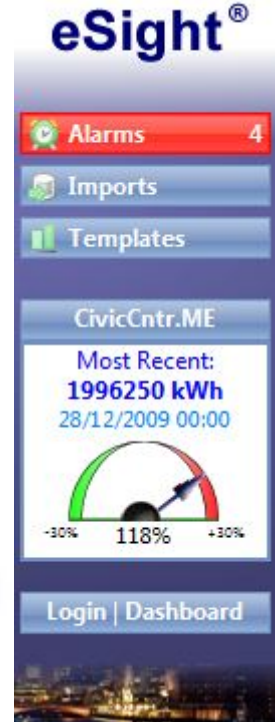 eSight®
Alarms 4
Imports
Templates
CivicCntr.ME
Most Recent:
1996250 kWh
28/12/2009 00:00
-30% 118% +30%
Login | Dashboard